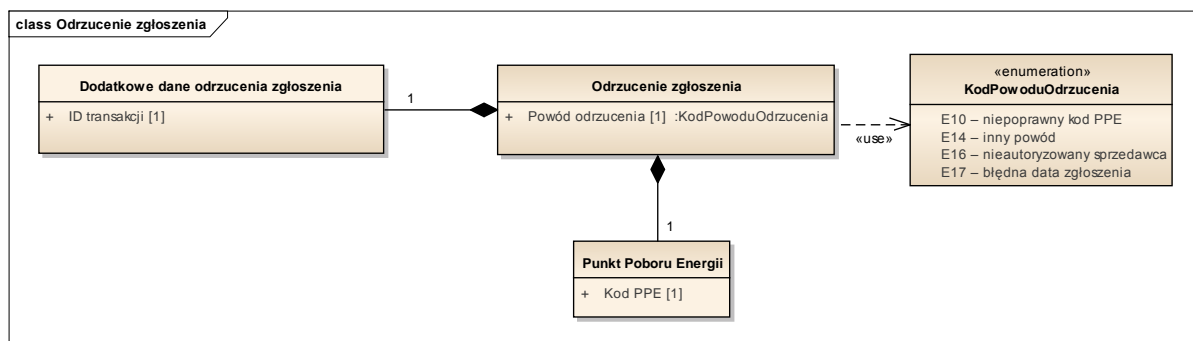 class Odrzucenie zgłoszenia
Dodatkowe dane odrzucenia zgłoszenia
+ ID transakcji [1]
1
Odrzucenie zgłoszenia
+ Powód odrzucenia [1] :KodPowoduOdrzucenia
«use»
«enumeration»
KodPowoduOdrzucenia
E10 – niepoprawny kod PPE
E14 – inny powód
E16 – nieautoryzowany sprzedawca
E17 – błędna data zgłoszenia
1
Punkt Poboru Energii
+ Kod PPE [1]